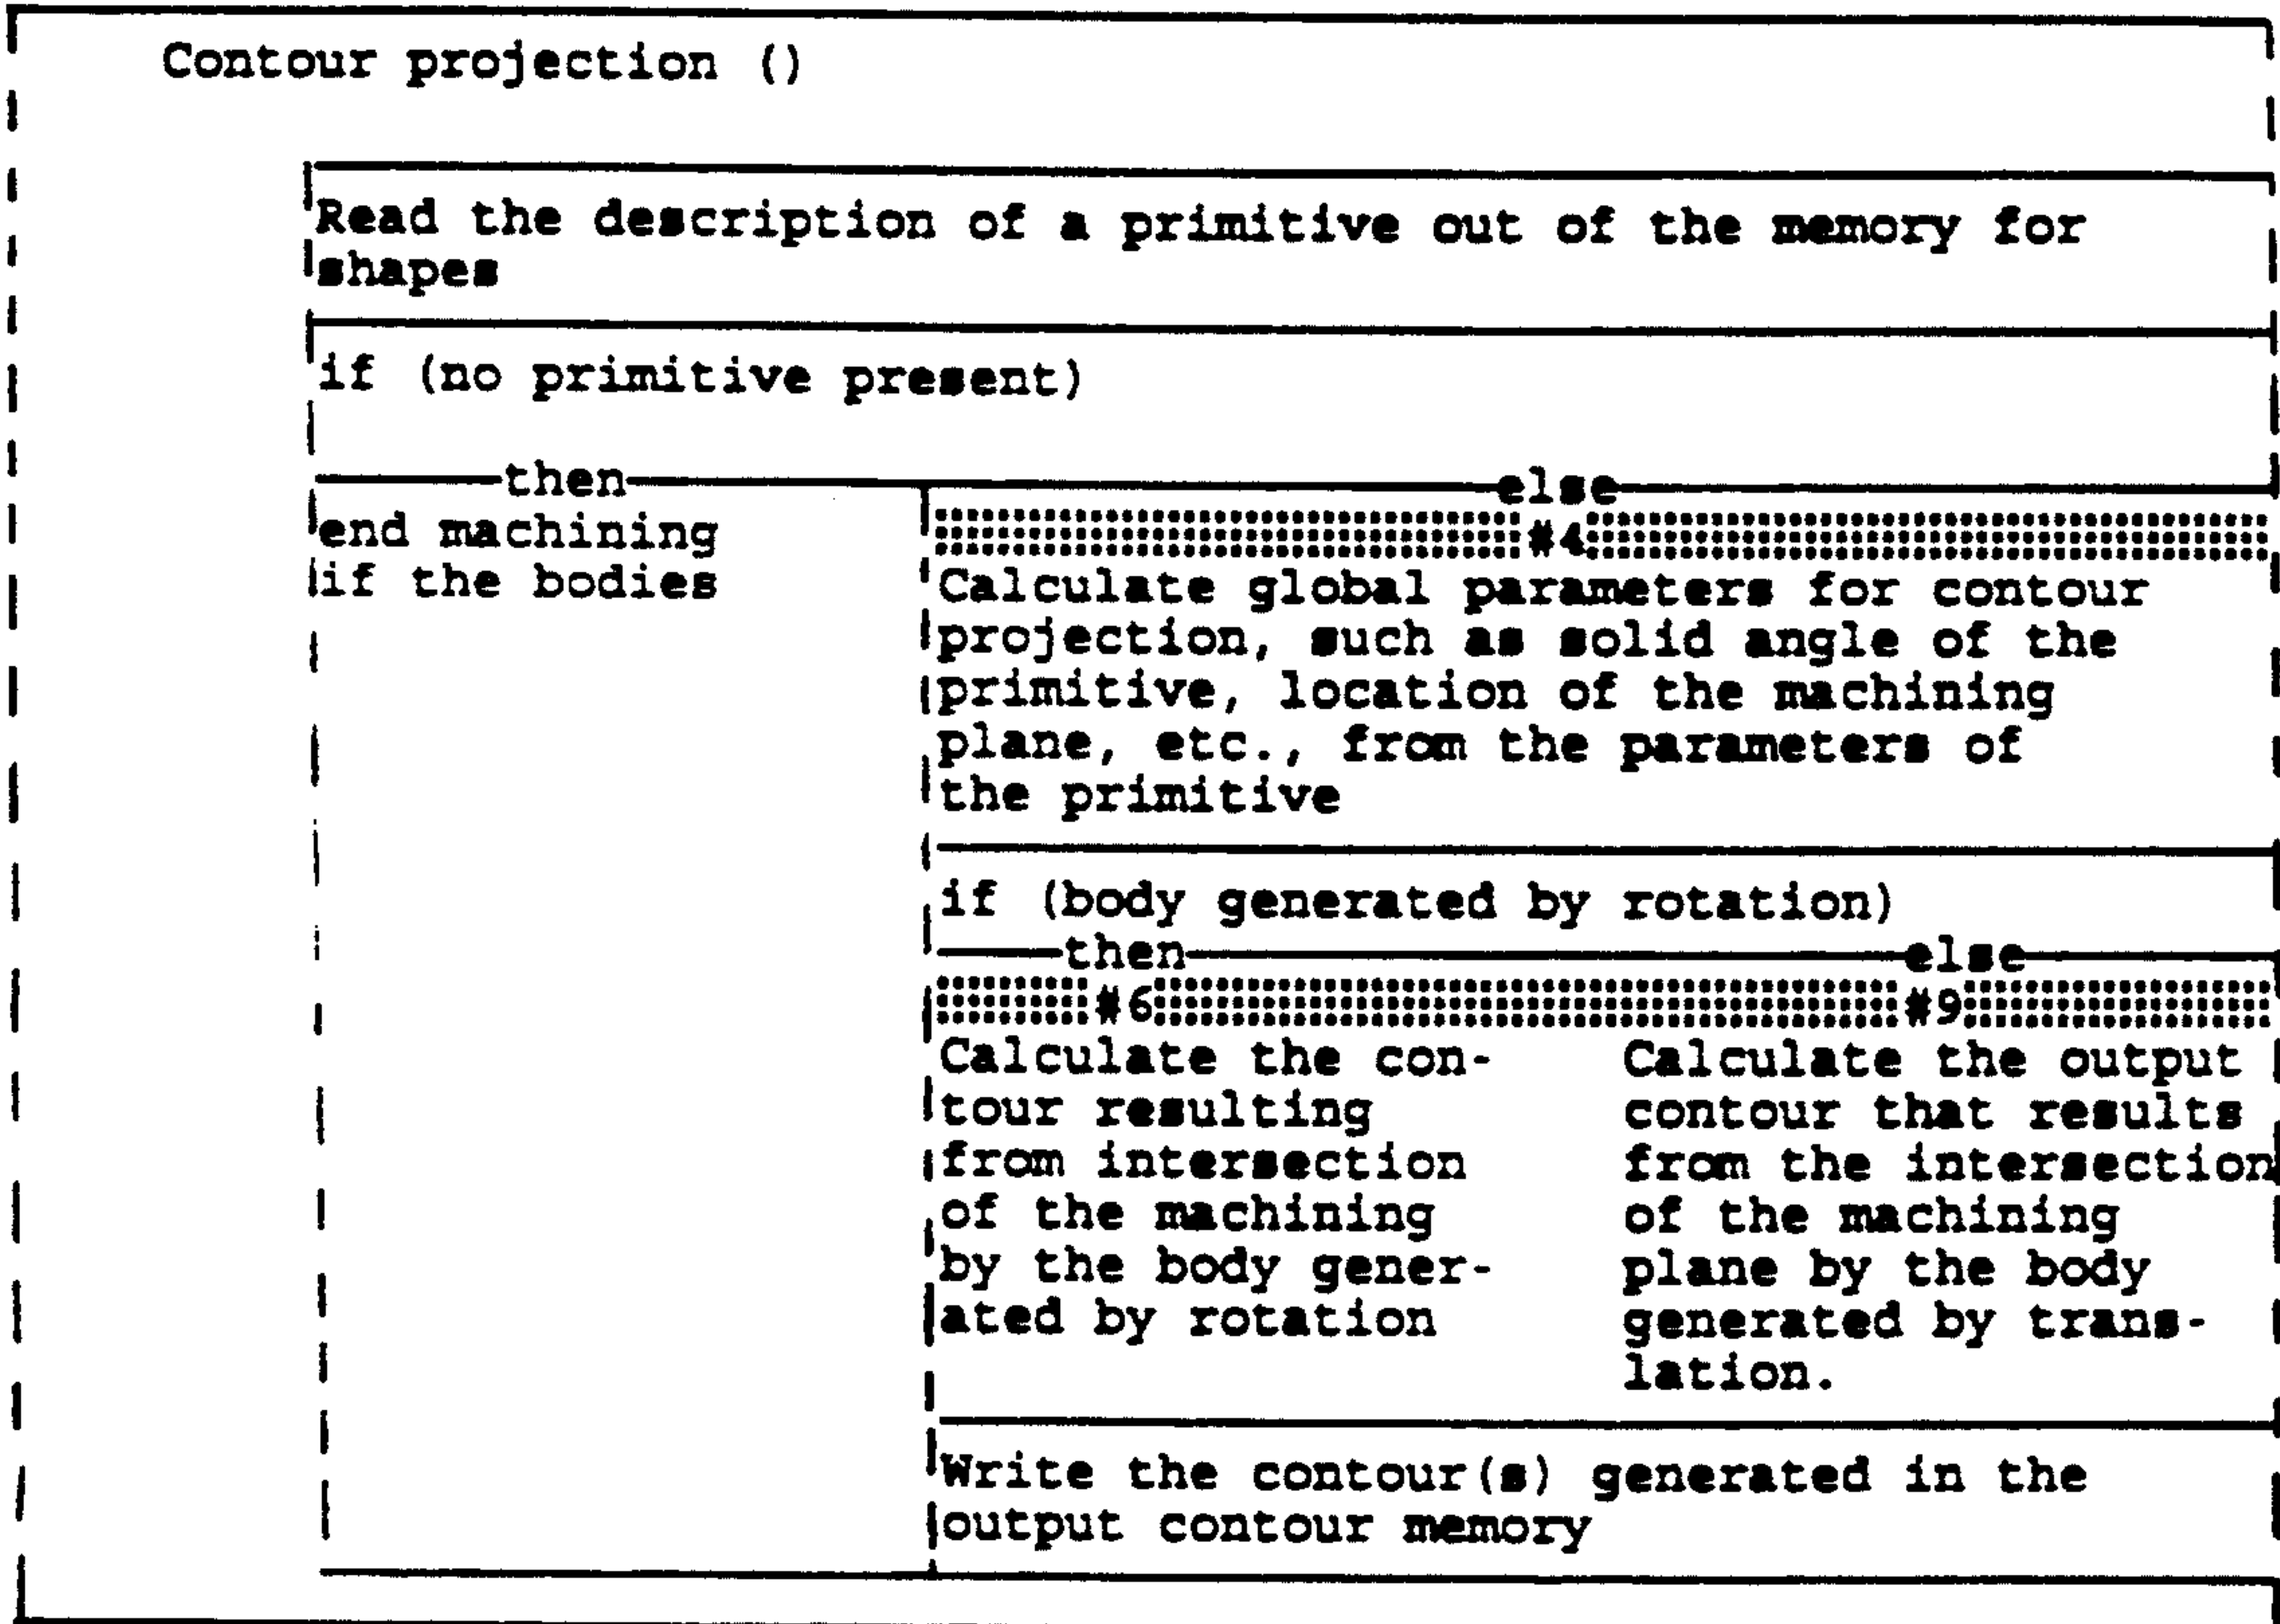 Contour projection ()
Read the description of a primitive out of the memory for
shapes
if (no primitive present)
then else
end machining
if the bodies
#4
Calculate global parameters for contour
projection, such as solid angle of the
primitive, location of the machining
plane, etc., from the parameters of
the primitive
if (body generated by rotation)
then else
#6 #9
Calculate the con-
tour resulting
from intersection
of the machining
by the body gener-
ated by rotation
Calculate the output
contour that results
from the intersection
of the machining
plane by the body
generated by trans-
lation.
Write the contour(s) generated in the
output contour memory